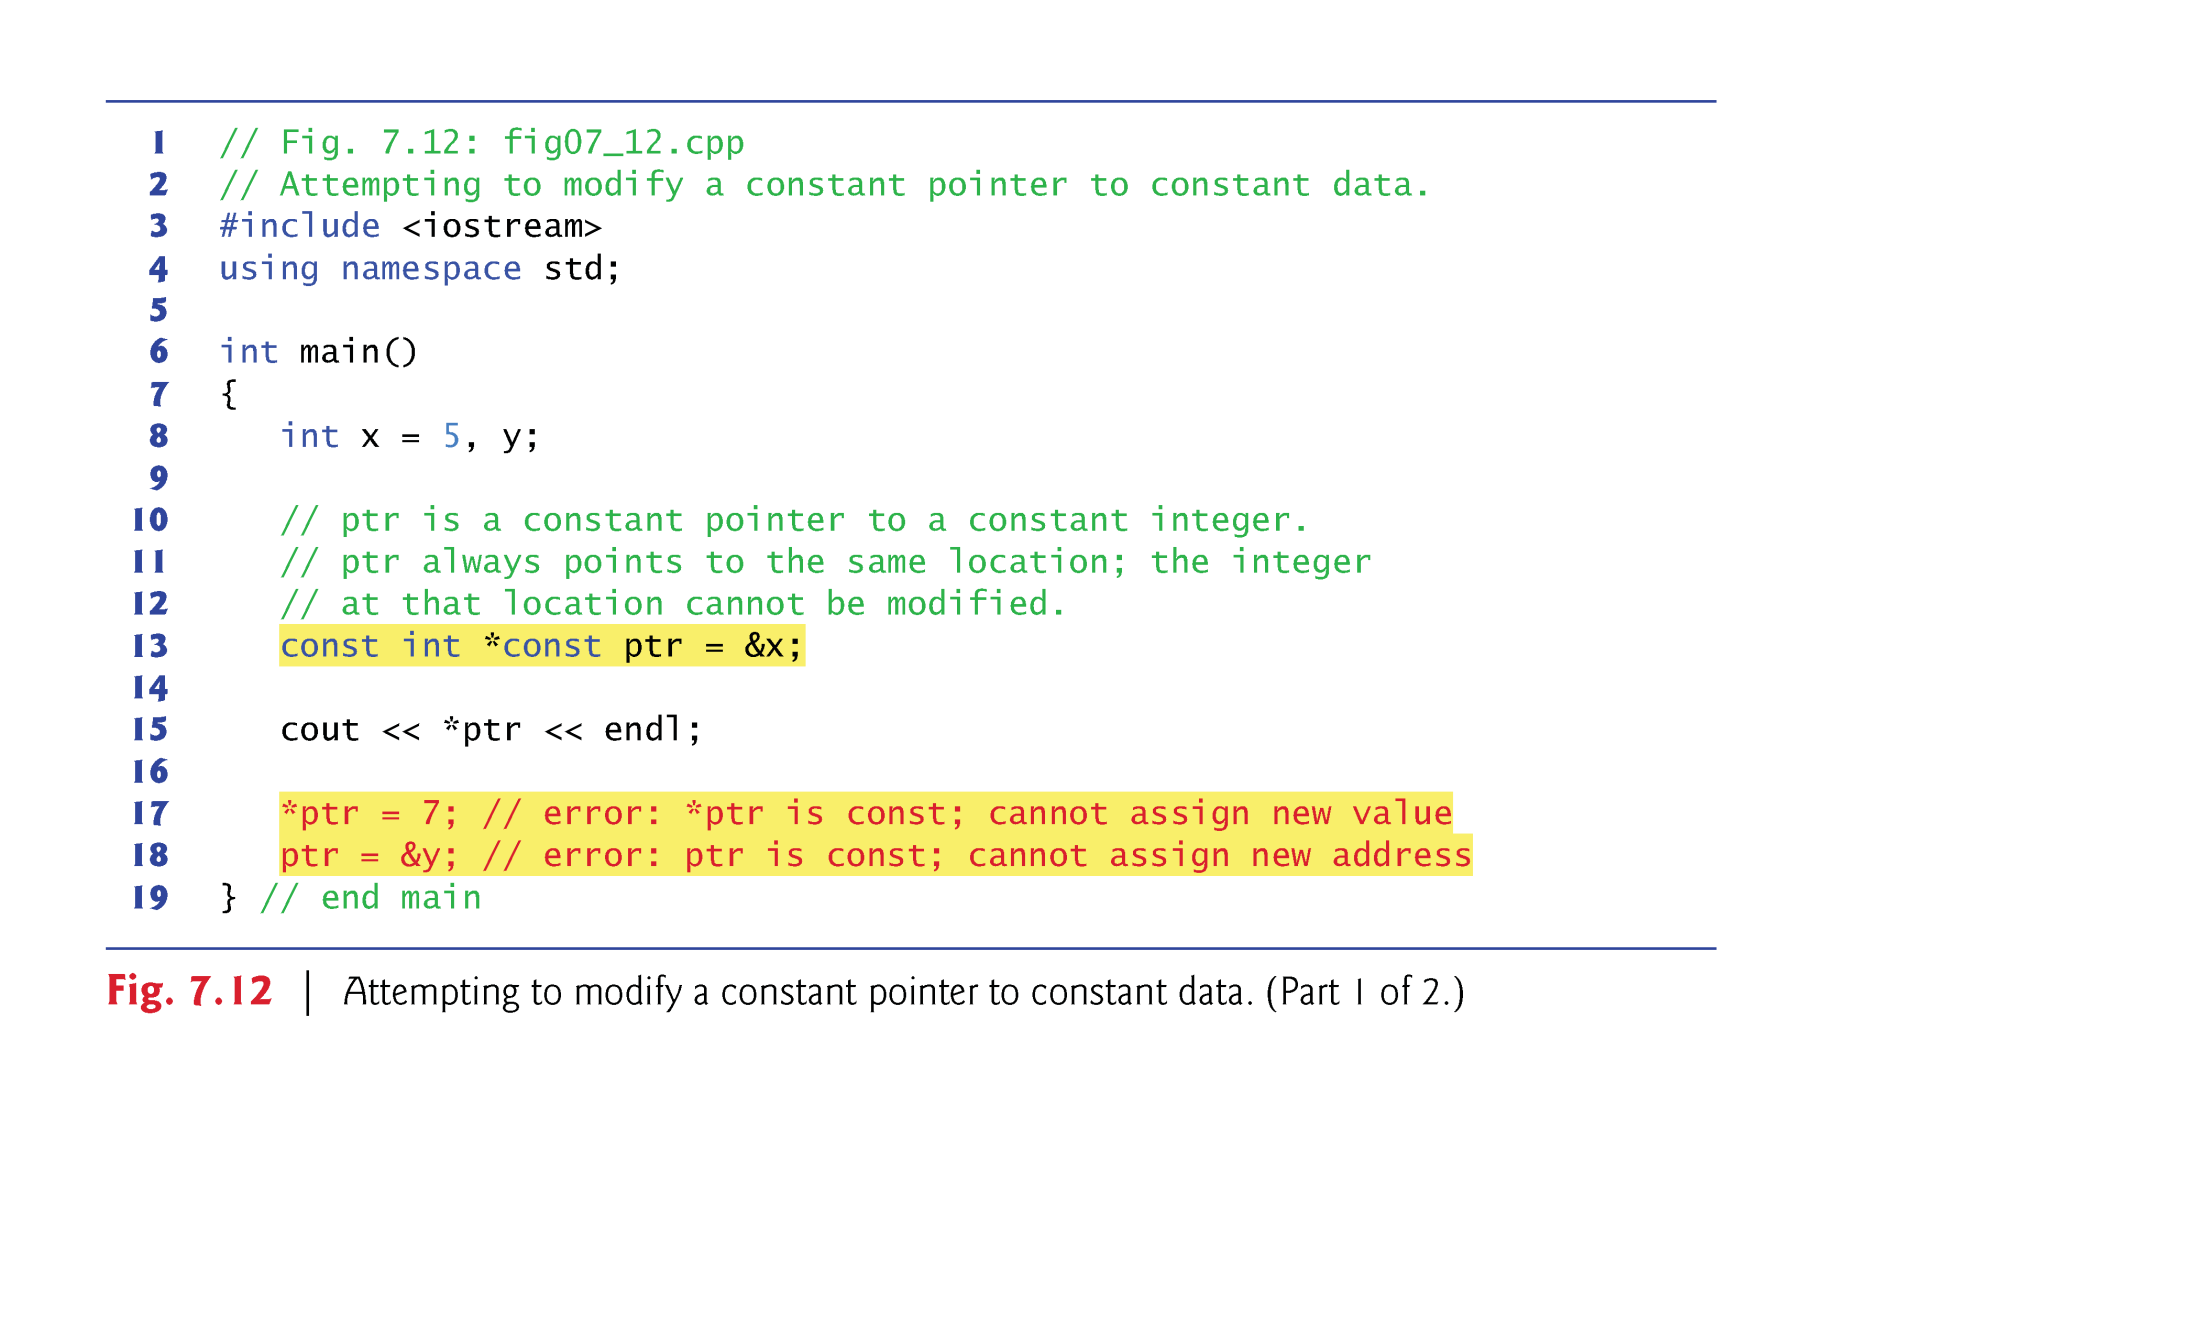 1 // Fig. 7.12: fig07_12.cpp
2 // Attempting to modify a constant pointer to constant data.
3 #include <iostream>
4 using namespace std;
5
6 int main()
7 {
8    int x = 5, y;
9
10    // ptr is a constant pointer to a constant integer.
11    // ptr always points to the same location; the integer
12    // at that location cannot be modified.
13    const int *const ptr = &x;
14
15    cout << *ptr << endl;
16
17    *ptr = 7; // error: *ptr is const; cannot assign new value
18    ptr = &y; // error: ptr is const; cannot assign new address
19 } // end main
Fig. 7.12 | Attempting to modify a constant pointer to constant data. (Part 1 of 2.)